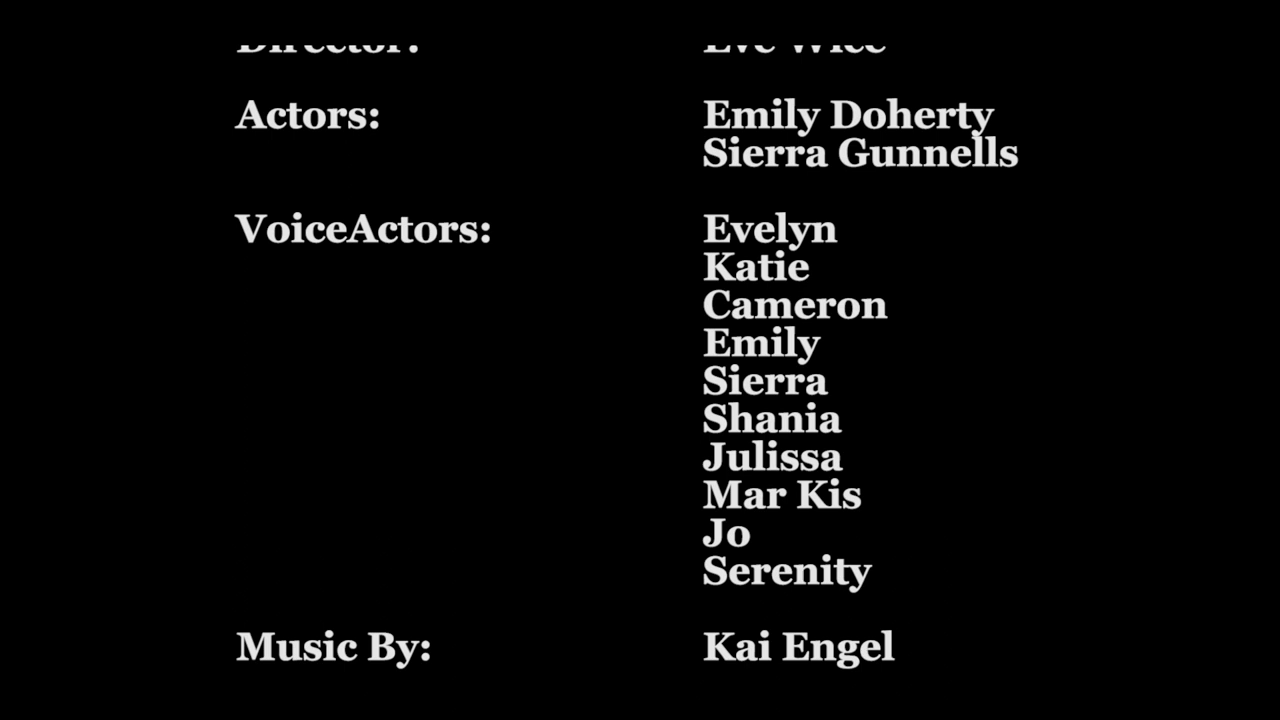 Director:
Actors: Emily Doherty
Sierra Gunnells
VoiceActors: Evelyn
Katie
Cameron
Emily
Sierra
Shania
Julissa
Mar Kis
Jo
Serenity
Music By: Kai Engel